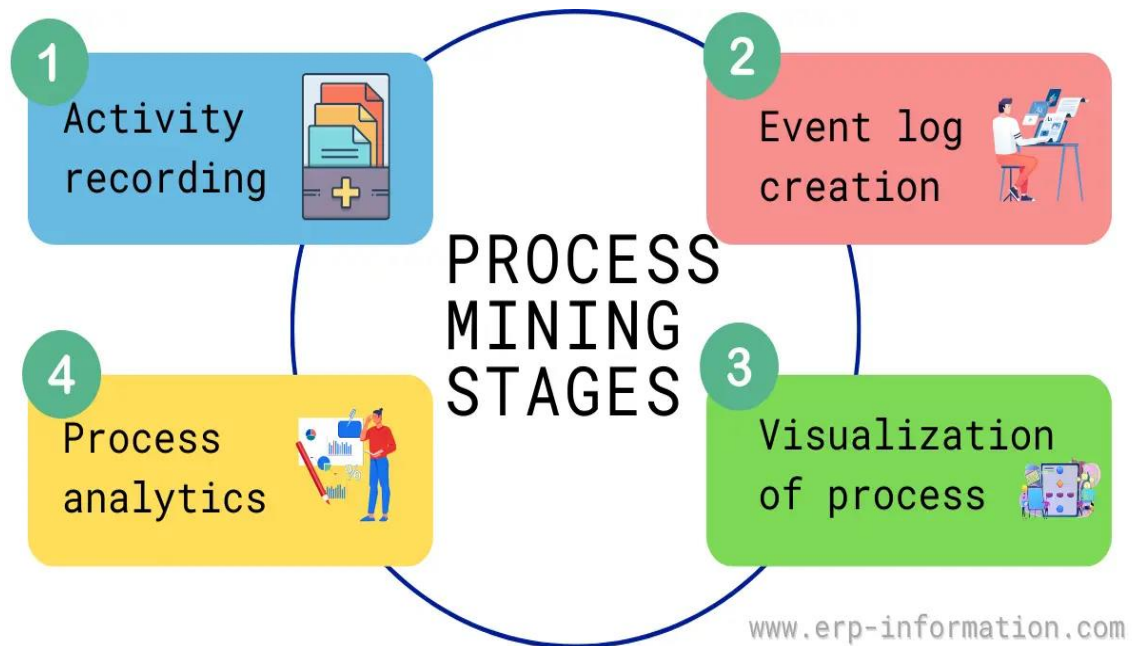 PROCESS
MINING
STAGES
1
Activity
recording
2
Event log
creation
3
Visualization
of process
4
Process
analytics
%
www.erp-information.com